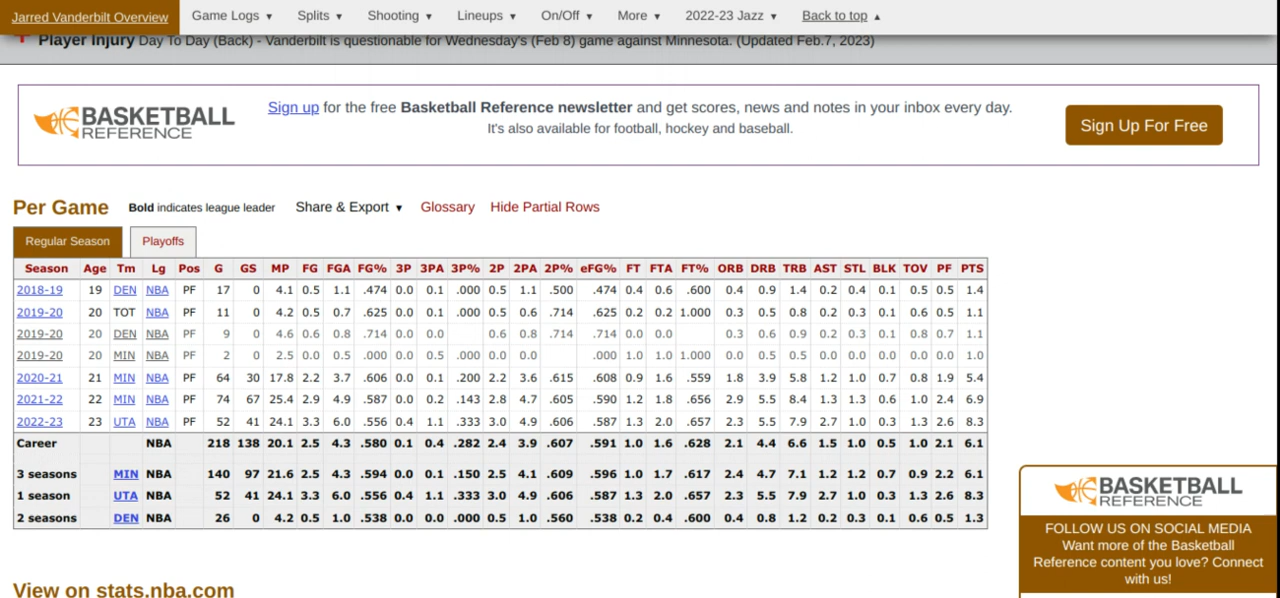 Jarred Vanderbilt Overview Game Logs ▼ Splits ▼ Shooting ▼ Lineups ▼ On/Off ▼ More ▼ 2022-23 Jazz ▼ Back to top ▲
Player Injury Day To Day (Back) - Vanderbilt is questionable for Wednesday's (Feb 8) game against Minnesota. (Updated Feb.7, 2023)
BASKETBALL
REFERENCE
Sign up for the free Basketball Reference newsletter and get scores, news and notes in your inbox every day.
It's also available for football, hockey and baseball.
Sign Up For Free
Per Game Bold indicates league leader Share & Export ▼ Glossary Hide Partial Rows
Regular Season Playoffs
Season Age Tm Lg Pos G GS MP FG FGA FG% 3P 3PA 3P% 2P 2PA 2P% eFG% FT FTA FT% ORB DRB TRB AST STL BLK TOV PF PTS
2018-19 19 DEN NBA PF 17 0 4.1 0.5 1.1 .474 0.0 0.1 .000 0.5 1.1 .500 .474 0.4 0.6 .600 0.4 0.9 1.4 0.2 0.4 0.1 0.5 0.5 1.4
2019-20 20 TOT NBA PF 11 0 4.2 0.5 0.7 .625 0.0 0.1 .000 0.5 0.6 .714 .625 0.2 0.2 1.000 0.3 0.5 0.8 0.2 0.3 0.1 0.6 0.5 1.1
2019-20 20 DEN NBA PF 9 0 4.6 0.6 0.8 .714 0.0 0.0 0.6 0.8 .714 .714 0.0 0.0 0.3 0.6 0.9 0.2 0.3 0.1 0.8 0.7 1.1
2019-20 20 MIN NBA PF 2 0 2.5 0.0 0.5 .000 0.0 0.5 .000 0.0 0.0 .000 1.0 1.0 1.000 0.0 0.5 0.5 0.0 0.0 0.0 0.0 0.0 1.0
2020-21 21 MIN NBA PF 64 30 17.8 2.2 3.7 .606 0.0 0.1 .200 2.2 3.6 .615 .608 0.9 1.6 .559 1.8 3.9 5.8 1.2 1.0 0.7 0.8 1.9 5.4
2021-22 22 MIN NBA PF 74 67 25.4 2.9 4.9 .587 0.0 0.2 .143 2.8 4.7 .605 .590 1.2 1.8 .656 2.9 5.5 8.4 1.3 1.3 0.6 1.0 2.4 6.9
2022-23 23 UTA NBA PF 52 41 24.1 3.3 6.0 .556 0.4 1.1 .333 3.0 4.9 .606 .587 1.3 2.0 .657 2.3 5.5 7.9 2.7 1.0 0.3 1.3 2.6 8.3
Career NBA 218 138 20.1 2.5 4.3 .580 0.1 0.4 .282 2.4 3.9 .607 .591 1.0 1.6 .628 2.1 4.4 6.6 1.5 1.0 0.5 1.0 2.1 6.1
3 seasons MIN NBA 140 97 21.6 2.5 4.3 .594 0.0 0.1 .150 2.5 4.1 .609 .596 1.0 1.7 .617 2.4 4.7 7.1 1.2 1.2 0.7 0.9 2.2 6.1
1 season UTA NBA 52 41 24.1 3.3 6.0 .556 0.4 1.1 .333 3.0 4.9 .606 .587 1.3 2.0 .657 2.3 5.5 7.9 2.7 1.0 0.3 1.3 2.6 8.3
2 seasons DEN NBA 26 0 4.2 0.5 1.0 .538 0.0 0.0 .000 0.5 1.0 .560 .538 0.2 0.4 .600 0.4 0.8 1.2 0.2 0.3 0.1 0.6 0.5 1.3
BASKETBALL
REFERENCE
FOLLOW US ON SOCIAL MEDIA
Want more of the Basketball
Reference content you love? Connect
with us!
View on stats.nba.com